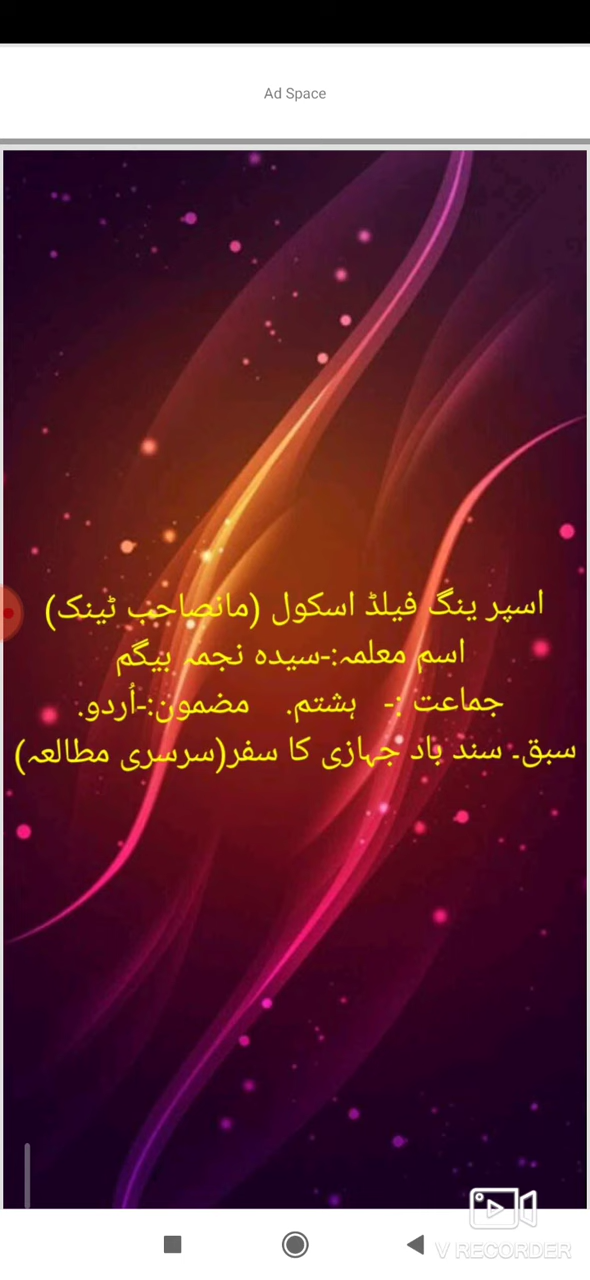 Ad Space
اسپر ینگ فیلڈ اسکول (مانصاحب ٹینک)
اسم معلمہ:-سیدہ نجمہ بیگم
جماعت :- ہشتم. مضمون:-اُردو.
سبق۔ سند باد جہازی کا سفر(سرسری مطالعہ)
V RECORDER